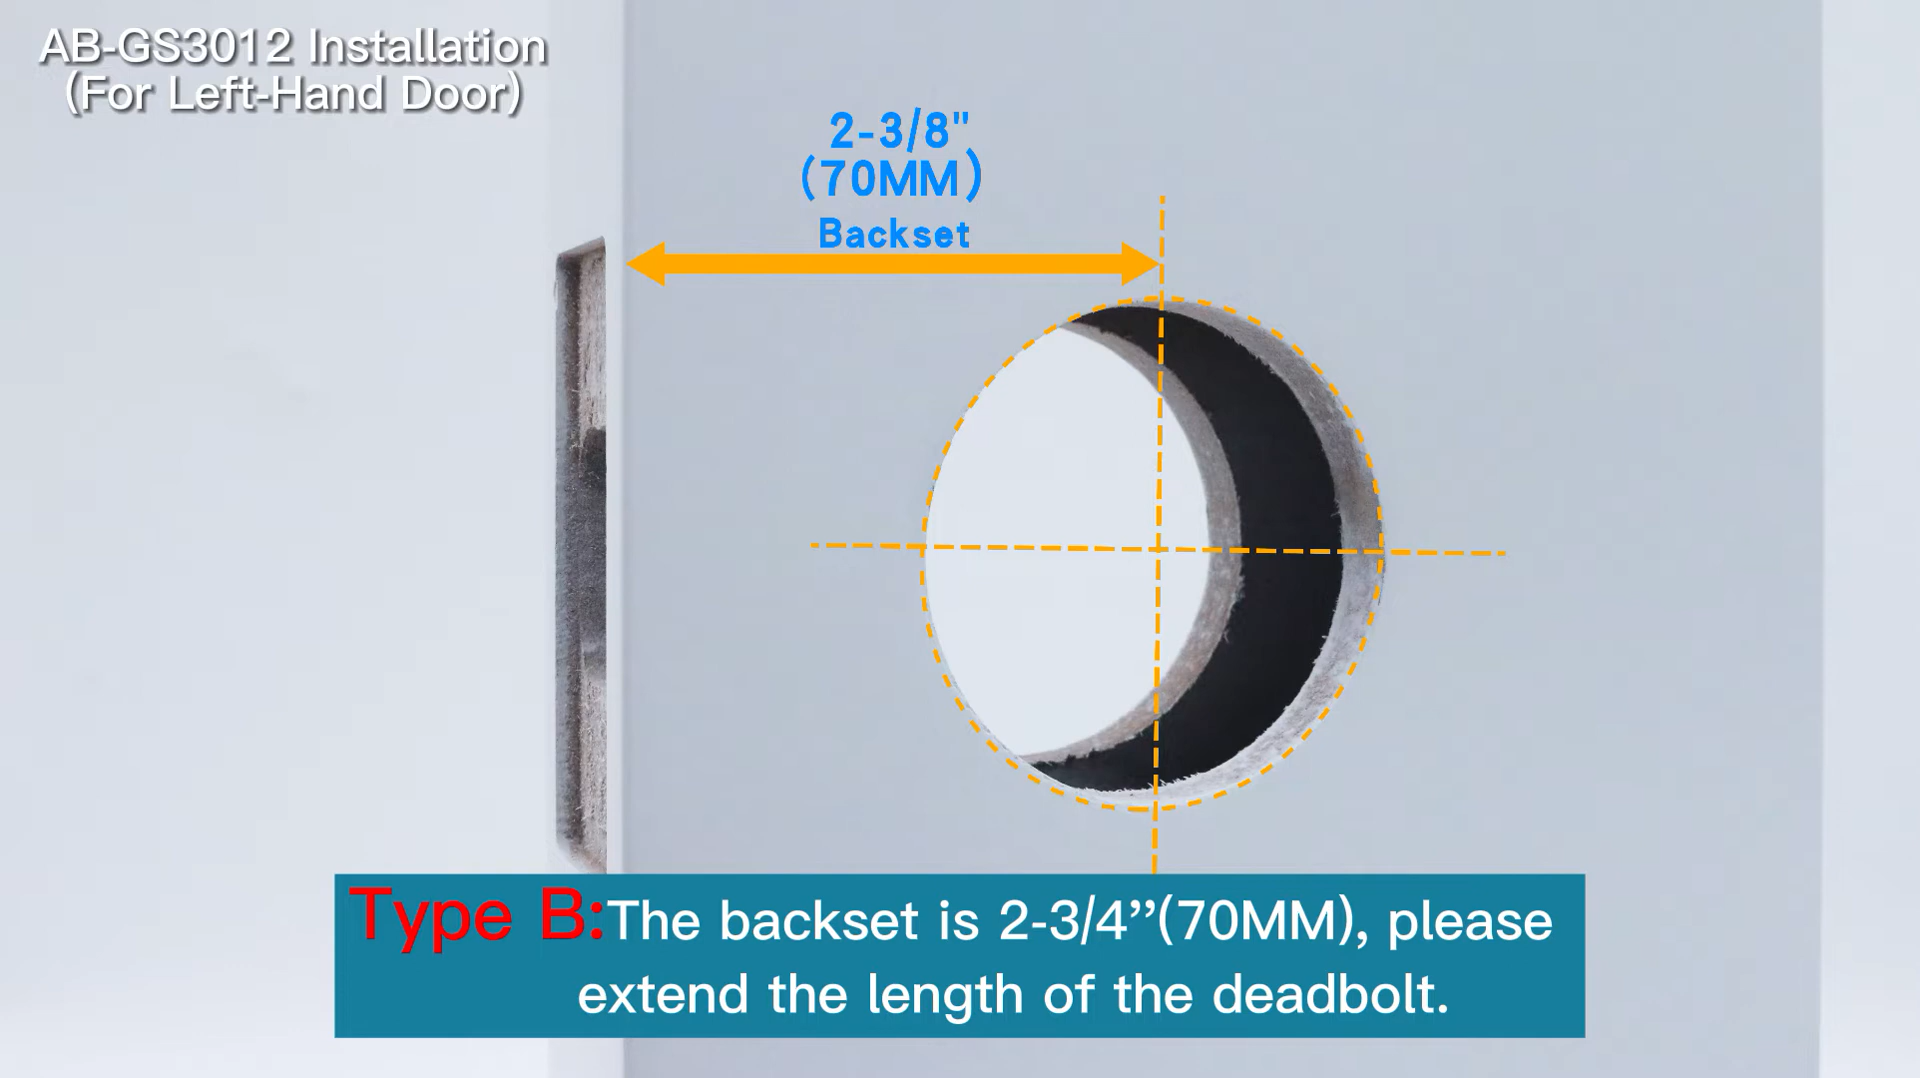 AB-GS3012 Installation
(For Left-Hand Door)
2-3/8"
(70MM)
Backset
Type B:The backset is 2-3/4”(70MM), please
extend the length of the deadbolt.